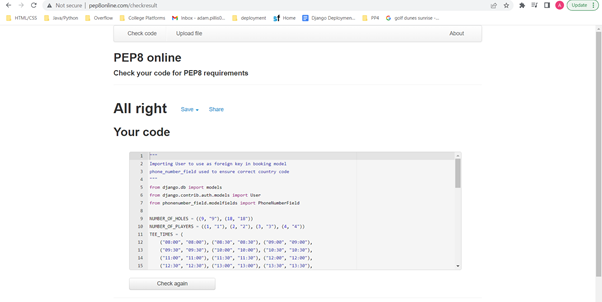 Not secure | pep8online.com/checkresult
Update
HTML/CSS Java/Python Overflow College Platforms Inbox - adam.pillx0... deployment Home Django Deploymen... PP4 golf dunes sunrise -...
Check code Upload file About
PEP8 online
Check your code for PEP8 requirements
All right Save Share
Your code
1 """
2 Importing User to use as foreign key in booking model
3 phone_number_field used to ensure correct country code
4 """
5 from django.db import models
6 from django.contrib.auth.models import User
7 from phonenumber_field.modelfields import PhoneNumberField
8
9 NUMBER_OF_HOLES = ((9, "9"), (18, "18"))
10 NUMBER_OF_PLAYERS = ((1, "1"), (2, "2"), (3, "3"), (4, "4"))
11 TEE_TIMES = (
12 ("08:00", "08:00"), ("08:30", "08:30"), ("09:00", "09:00"),
13 ("09:30", "09:30"), ("10:00", "10:00"), ("10:30", "10:30"),
14 ("11:00", "11:00"), ("11:30", "11:30"), ("12:00", "12:00"),
15 ("12:30", "12:30"), ("13:00", "13:00"), ("13:30", "13:30"),
Check again